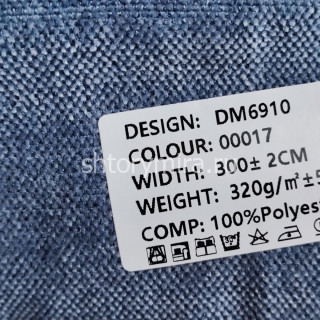 DESIGN: DM6910
COLOUR: 00017
WIDTH: 300± 2CM
WEIGHT: 320g/㎡±5
COMP: 100%Polyes